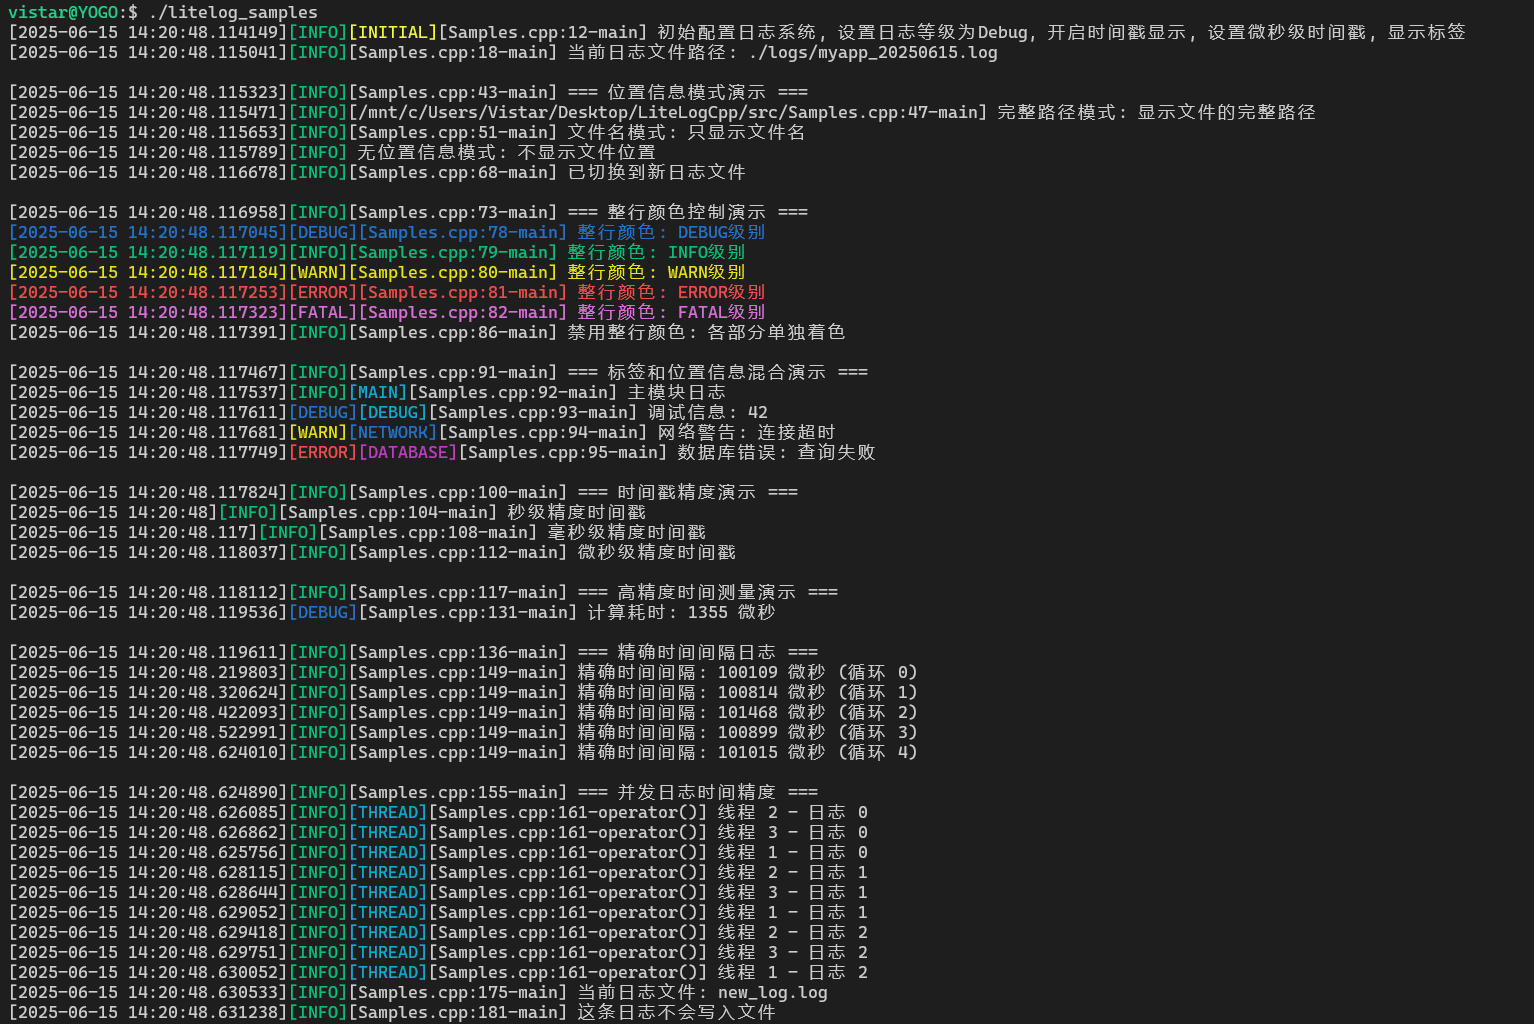 vistar@YOGO:$ ./litelog_samples
[2025-06-15 14:20:48.114149][INFO][INITIAL][Samples.cpp:12-main] 初始配置日志系统, 设置日志等级为Debug, 开启时间戳显示, 设置微秒级时间戳, 显示标签
[2025-06-15 14:20:48.115041][INFO][Samples.cpp:18-main] 当前日志文件路径: ./logs/myapp_20250615.log
[2025-06-15 14:20:48.115323][INFO][Samples.cpp:43-main] === 位置信息模式演示 ===
[2025-06-15 14:20:48.115471][INFO][/mnt/c/Users/Vistar/Desktop/LiteLogCpp/src/Samples.cpp:47-main] 完整路径模式: 显示文件的完整路径
[2025-06-15 14:20:48.115653][INFO][Samples.cpp:51-main] 文件名模式: 只显示文件名
[2025-06-15 14:20:48.115789][INFO] 无位置信息模式: 不显示文件位置
[2025-06-15 14:20:48.116678][INFO][Samples.cpp:68-main] 已切换到新日志文件
[2025-06-15 14:20:48.116958][INFO][Samples.cpp:73-main] === 整行颜色控制演示 ===
[2025-06-15 14:20:48.117045][DEBUG][Samples.cpp:78-main] 整行颜色: DEBUG级别
[2025-06-15 14:20:48.117119][INFO][Samples.cpp:79-main] 整行颜色: INFO级别
[2025-06-15 14:20:48.117184][WARN][Samples.cpp:80-main] 整行颜色: WARN级别
[2025-06-15 14:20:48.117253][ERROR][Samples.cpp:81-main] 整行颜色: ERROR级别
[2025-06-15 14:20:48.117323][FATAL][Samples.cpp:82-main] 整行颜色: FATAL级别
[2025-06-15 14:20:48.117391][INFO][Samples.cpp:86-main] 禁用整行颜色: 各部分单独着色
[2025-06-15 14:20:48.117467][INFO][Samples.cpp:91-main] === 标签和位置信息混合演示 ===
[2025-06-15 14:20:48.117537][INFO][MAIN][Samples.cpp:92-main] 主模块日志
[2025-06-15 14:20:48.117611][DEBUG][DEBUG][Samples.cpp:93-main] 调试信息: 42
[2025-06-15 14:20:48.117681][WARN][NETWORK][Samples.cpp:94-main] 网络警告: 连接超时
[2025-06-15 14:20:48.117749][ERROR][DATABASE][Samples.cpp:95-main] 数据库错误: 查询失败
[2025-06-15 14:20:48.117824][INFO][Samples.cpp:100-main] === 时间戳精度演示 ===
[2025-06-15 14:20:48][INFO][Samples.cpp:104-main] 秒级精度时间戳
[2025-06-15 14:20:48.117][INFO][Samples.cpp:108-main] 毫秒级精度时间戳
[2025-06-15 14:20:48.118037][INFO][Samples.cpp:112-main] 微秒级精度时间戳
[2025-06-15 14:20:48.118112][INFO][Samples.cpp:117-main] === 高精度时间测量演示 ===
[2025-06-15 14:20:48.119536][DEBUG][Samples.cpp:131-main] 计算耗时: 1355 微秒
[2025-06-15 14:20:48.119611][INFO][Samples.cpp:136-main] === 精确时间间隔日志 ===
[2025-06-15 14:20:48.219803][INFO][Samples.cpp:149-main] 精确时间间隔: 100109 微秒 (循环 0)
[2025-06-15 14:20:48.320624][INFO][Samples.cpp:149-main] 精确时间间隔: 100814 微秒 (循环 1)
[2025-06-15 14:20:48.422093][INFO][Samples.cpp:149-main] 精确时间间隔: 101468 微秒 (循环 2)
[2025-06-15 14:20:48.522991][INFO][Samples.cpp:149-main] 精确时间间隔: 100899 微秒 (循环 3)
[2025-06-15 14:20:48.624010][INFO][Samples.cpp:149-main] 精确时间间隔: 101015 微秒 (循环 4)
[2025-06-15 14:20:48.624890][INFO][Samples.cpp:155-main] === 并发日志时间精度 ===
[2025-06-15 14:20:48.626085][INFO][THREAD][Samples.cpp:161-operator()] 线程 2 - 日志 0
[2025-06-15 14:20:48.626862][INFO][THREAD][Samples.cpp:161-operator()] 线程 3 - 日志 0
[2025-06-15 14:20:48.625756][INFO][THREAD][Samples.cpp:161-operator()] 线程 1 - 日志 0
[2025-06-15 14:20:48.628115][INFO][THREAD][Samples.cpp:161-operator()] 线程 2 - 日志 1
[2025-06-15 14:20:48.628644][INFO][THREAD][Samples.cpp:161-operator()] 线程 3 - 日志 1
[2025-06-15 14:20:48.629052][INFO][THREAD][Samples.cpp:161-operator()] 线程 1 - 日志 1
[2025-06-15 14:20:48.629418][INFO][THREAD][Samples.cpp:161-operator()] 线程 2 - 日志 2
[2025-06-15 14:20:48.629751][INFO][THREAD][Samples.cpp:161-operator()] 线程 3 - 日志 2
[2025-06-15 14:20:48.630052][INFO][THREAD][Samples.cpp:161-operator()] 线程 1 - 日志 2
[2025-06-15 14:20:48.630533][INFO][Samples.cpp:175-main] 当前日志文件: new_log.log
[2025-06-15 14:20:48.631238][INFO][Samples.cpp:181-main] 这条日志不会写入文件